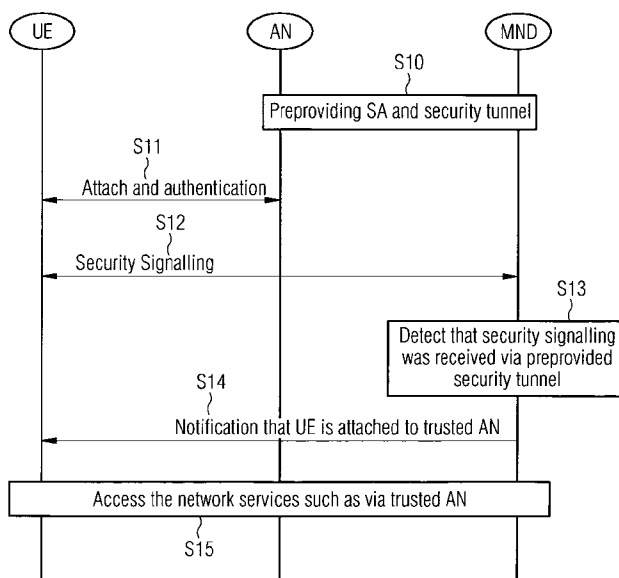 UE
AN
MND
S10
Preproviding SA and security tunnel
S11
Attach and authentication
S12
Security Signalling
S13
Detect that security signalling
was received via preprovided
security tunnel
S14
Notification that UE is attached to trusted AN
Access the network services such as via trusted AN
S15